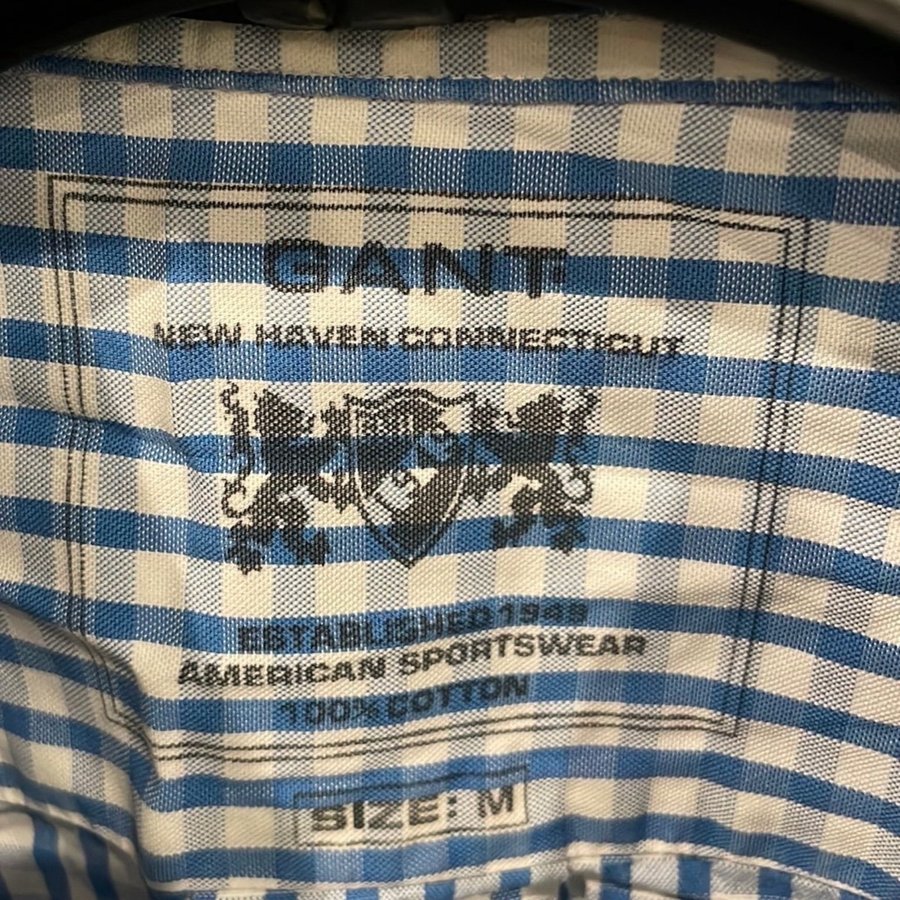 GANT
NEW HAVEN CONNECTICUT
ESTABLISHED 1949
AMERICAN SPORTSWEAR
100% COTTON
SIZE: M